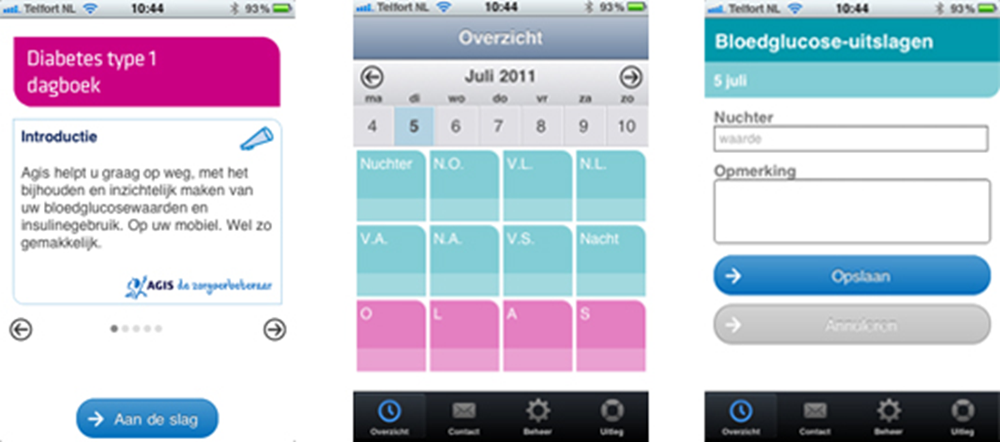 Telfort NL 10:44 93%
Diabetes type 1
dagboek
Introductie
Agis helpt u graag op weg, met het
bijhouden en inzichtelijk maken van
uw bloedglucosewaarden en
insulinegebruik. Op uw mobiel. Wel zo
gemakkelijk.
AGIS de zorgverbeteraar
Aan de slag
Telfort NL 10:44 93%
Overzicht
Juli 2011
ma di wo do vr za zo
4 5 6 7 8 9 10
Nuchter N.O. V.L. N.L.
V.A. N.A. V.S. Nacht
O L A S
Overzicht Contact Beheer Uitleg
Telfort NL 10:44 93%
Bloedglucose-uitslagen
5 juli
Nuchter
waarde
Opmerking
Opslaan
Annuleren
Overzicht Contact Beheer Uitleg